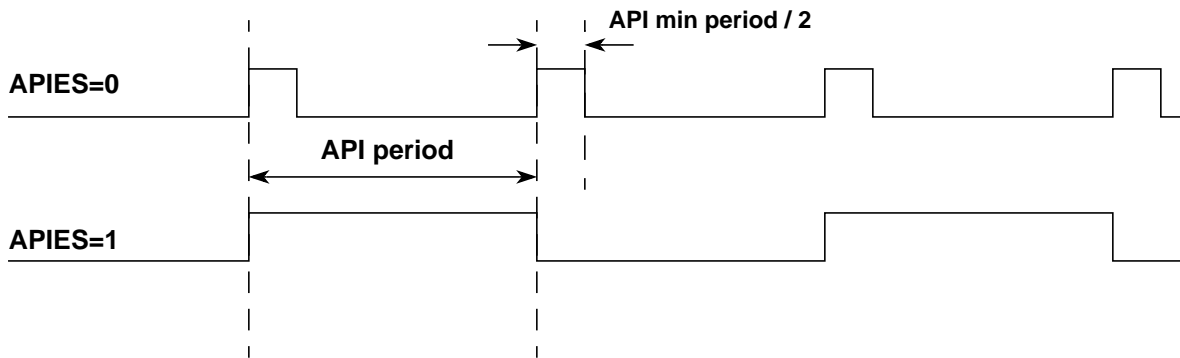 API min period / 2
APIES=0
API period
APIES=1